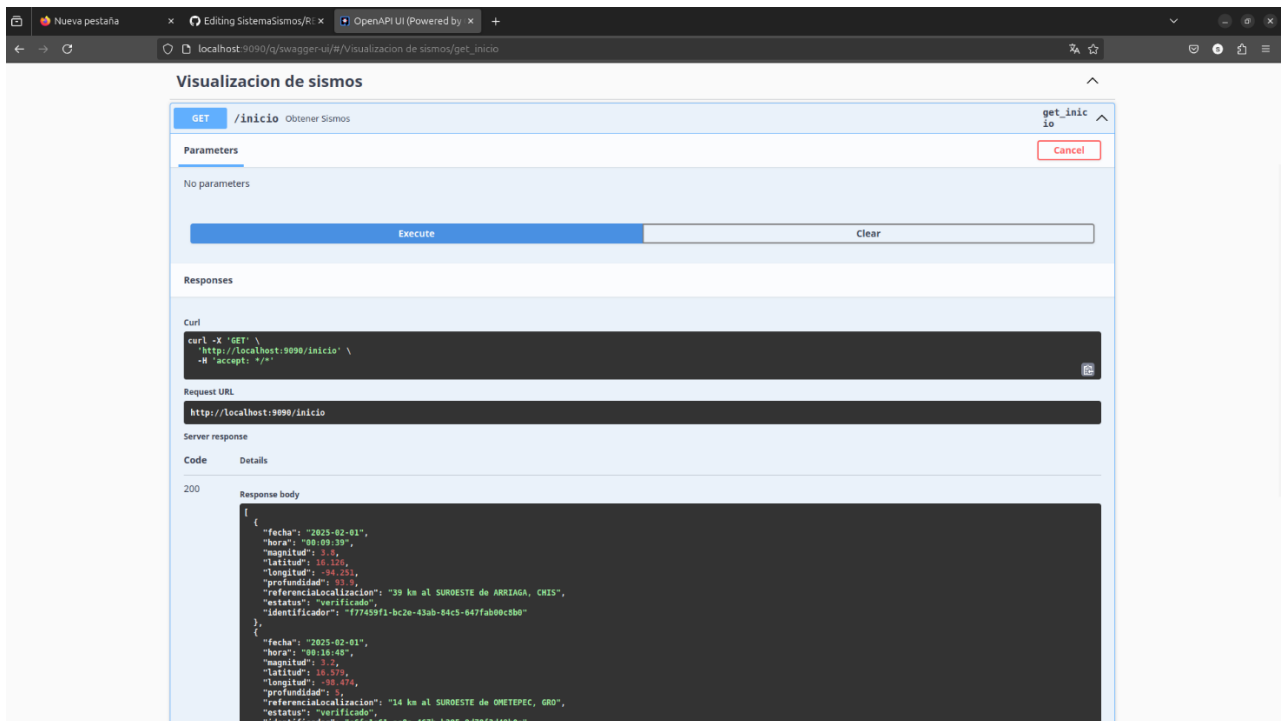 Nueva pestaña
Editing SistemaSismos/RE
OpenAPI UI (Powered by
localhost:9090/q/swagger-ui/#/Visualizacion de sismos/get_inicio
Visualizacion de sismos
GET /inicio Obtener Sismos get_inic
io
Parameters Cancel
No parameters
Execute Clear
Responses
Curl
curl -X 'GET' \
'http://localhost:9090/inicio' \
-H 'accept: */*'
Request URL
http://localhost:9090/inicio
Server response
Code Details
200
Response body
[
{
"fecha": "2025-02-01",
"hora": "00:09:39",
"magnitud": 3.8,
"latitud": 16.126,
"longitud": -94.251,
"profundidad": 93.9,
"referenciaLocalizacion": "39 km al SUROESTE de ARRIAGA, CHIS",
"estatus": "verificado",
"identificador": "f77459f1-bc2e-43ab-84c5-647fab00c8b0"
},
{
"fecha": "2025-02-01",
"hora": "00:16:48",
"magnitud": 3.2,
"latitud": 16.579,
"longitud": -98.474,
"profundidad": 5,
"referenciaLocalizacion": "14 km al SUROESTE de OMETEPEC, GRO",
"estatus": "verificado",